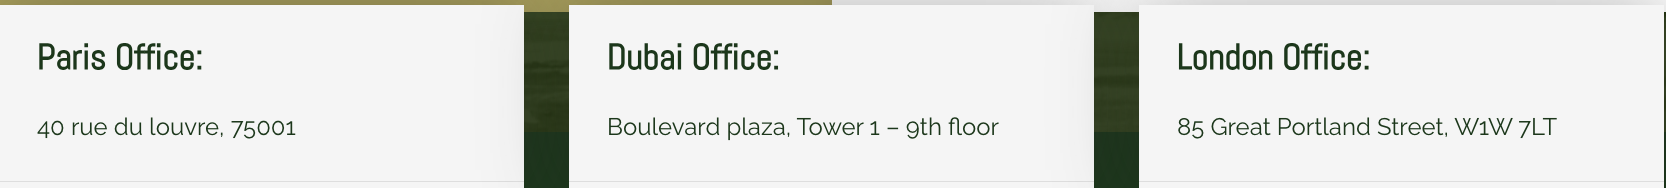 Paris Office:
40 rue du louvre, 75001
Dubai Office:
Boulevard plaza, Tower 1 – 9th floor
London Office:
85 Great Portland Street, W1W 7LT